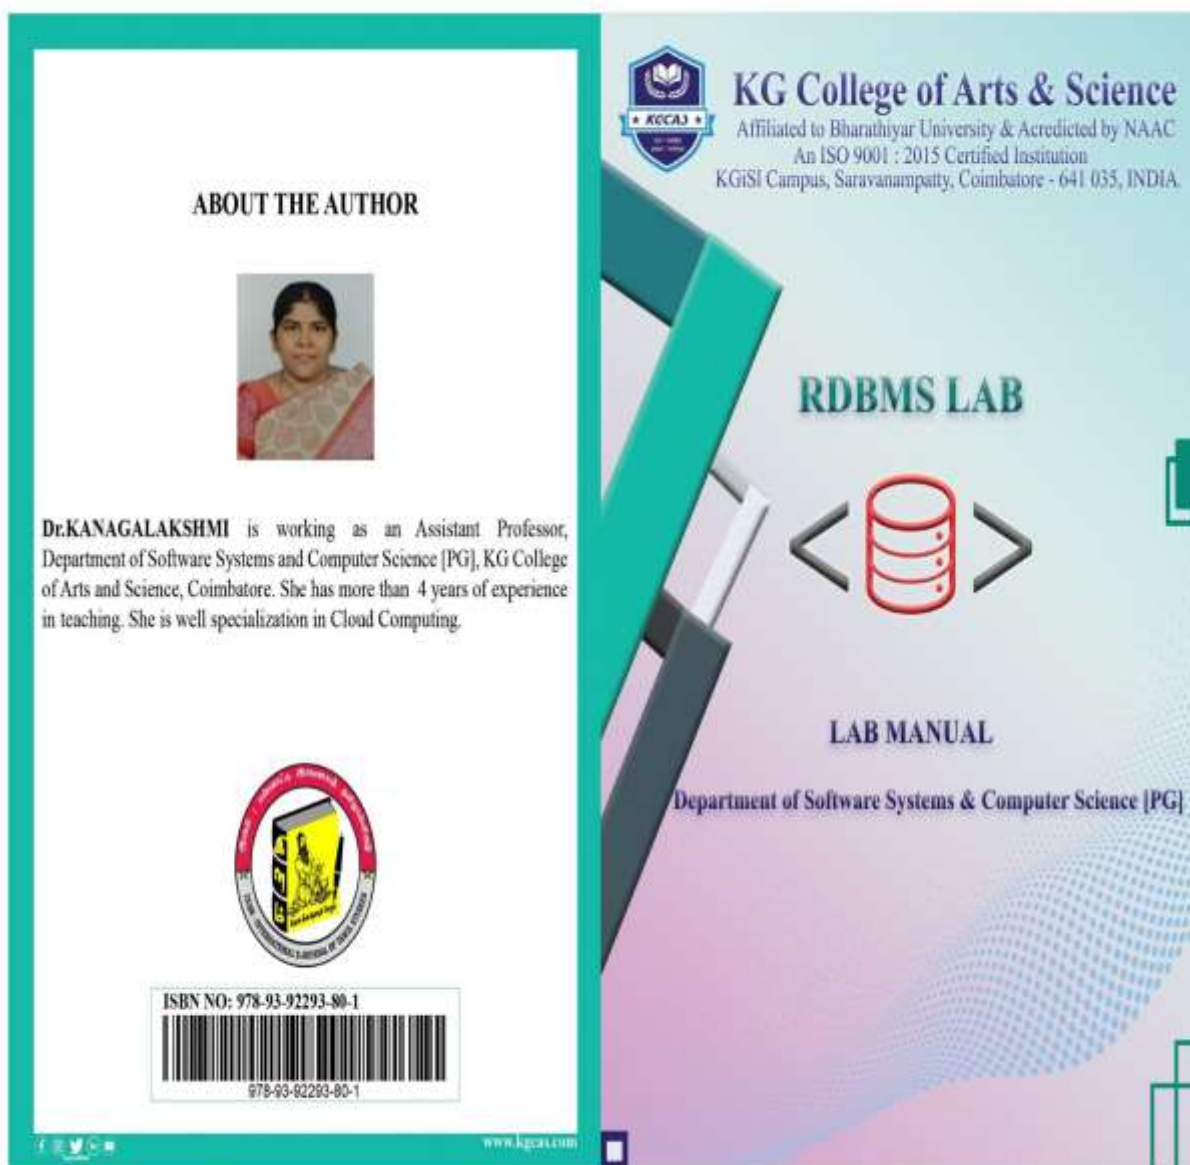 ABOUT THE AUTHOR
Dr.KANAGALAKSHMI is working as an Assistant Professor,
Department of Software Systems and Computer Science [PG], KG College
of Arts and Science, Coimbatore. She has more than 4 years of experience
in teaching. She is well specialization in Cloud Computing.
ISBN NO: 978-93-92293-80-1
978-93-92293-80-1
www.kgcas.com
KGCAS
KG College of Arts & Science
Affiliated to Bharathiyar University & Acredicted by NAAC
An ISO 9001 : 2015 Certified Institution
KGiSl Campus, Saravanampatty, Coimbatore - 641 035, INDIA.
RDBMS LAB
LAB MANUAL
Department of Software Systems & Computer Science [PG]